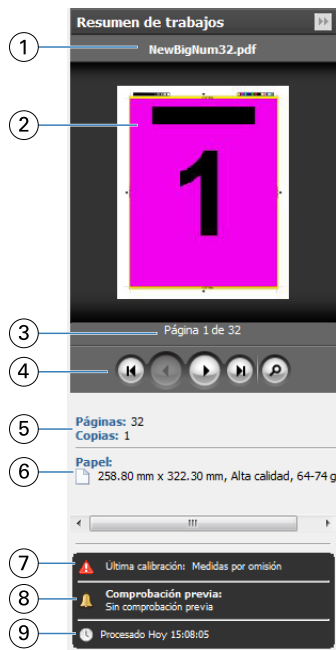 Resumen de trabajos
1
NewBigNum32.pdf
2
1
3
Página 1 de 32
4
5
Páginas: 32
Copias: 1
6
Papel:
258.80 mm x 322.30 mm, Alta calidad, 64-74 g
7
Última calibración: Medidas por omisión
8
Comprobación previa:
Sin comprobación previa
9
Procesado Hoy 15:08:05